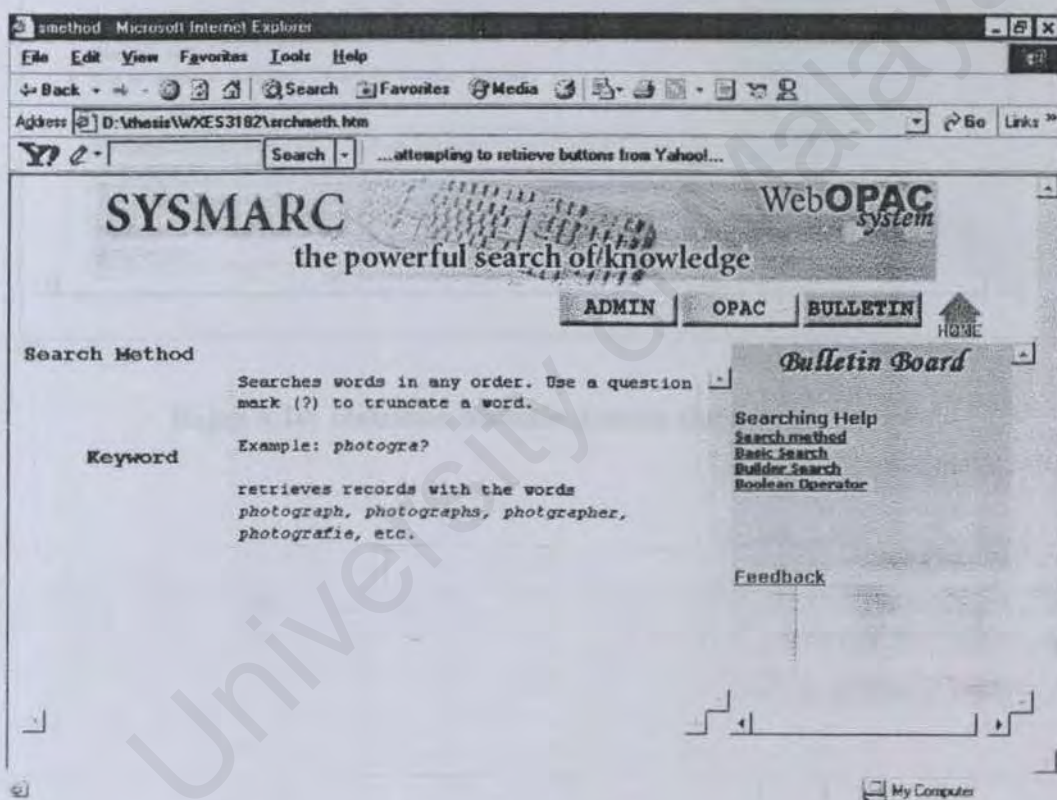 smethod - Microsoft Internet Explorer
File Edit View Favorites Tools Help
Back Search Favorites Media
Address D:\thesis\WXES3182\srchmeth.htm Go Links »
Y! Search ...attempting to retrieve buttons from Yahoo!...
SYSMARC
WebOPAC
system
the powerful search of/knowledge
ADMIN OPAC BULLETIN
HOME
Search Method
Searches words in any order. Use a question
mark (?) to truncate a word.
Keyword
Example: photogra?
retrieves records with the words
photograph, photographs, photgrapher,
photografie, etc.
Bulletin Board
Searching Help
Search method
Basic Search
Builder Search
Boolean Operator
Feedback
My Computer
University of Malaya